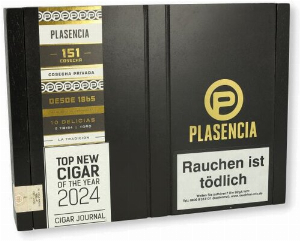 PLASENCIA
151
COSECHA
COSECHA PRIVADA
DESDE 1865
10 DELICIAS
LA TRADICION
TOP NEW
CIGAR
OF THE YEAR
2024
CIGAR JOURNAL
P
PLASENCIA
Rauchen ist
tödlich